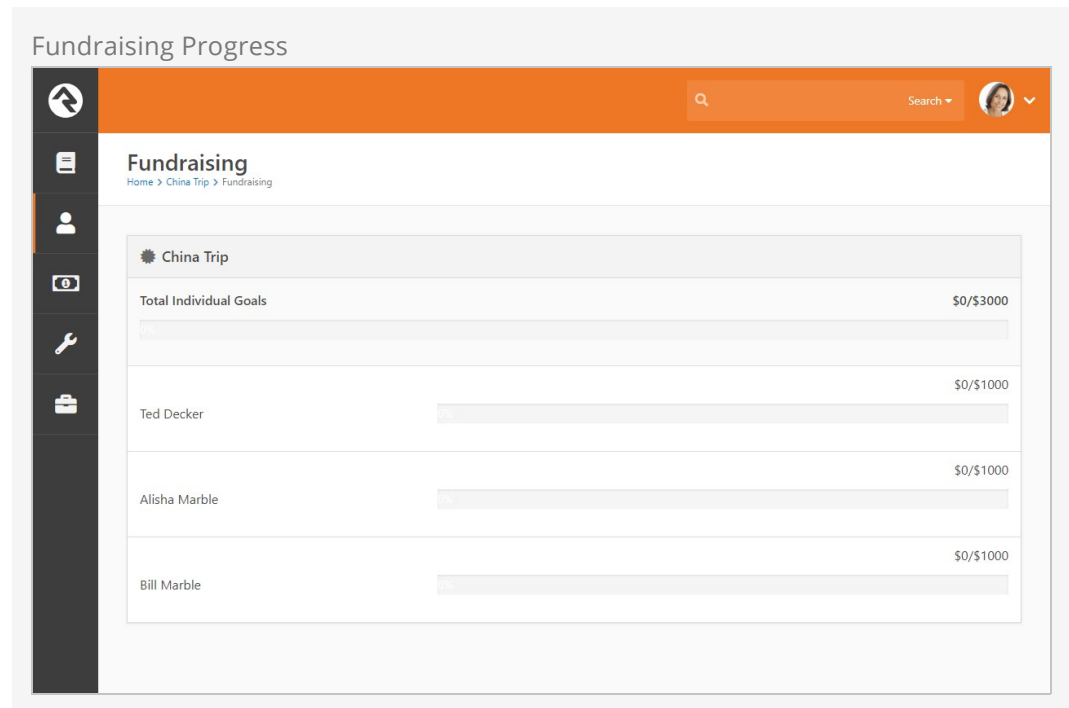 Fundraising Progress
Search
Fundraising
Home > China Trip > Fundraising
China Trip
Total Individual Goals $0/$3000
0%
$0/$1000
Ted Decker 0%
$0/$1000
Alisha Marble 0%
$0/$1000
Bill Marble 0%